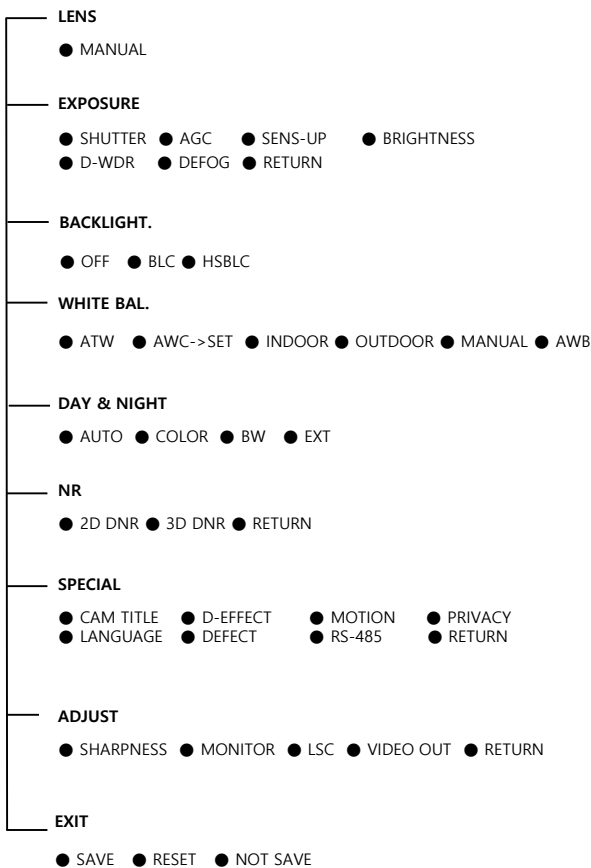 LENS
● MANUAL
EXPOSURE
● SHUTTER ● AGC ● SENS-UP ● BRIGHTNESS
● D-WDR ● DEFOG ● RETURN
BACKLIGHT.
● OFF ● BLC ● HSBLC
WHITE BAL.
● ATW ● AWC->SET ● INDOOR ● OUTDOOR ● MANUAL ● AWB
DAY & NIGHT
● AUTO ● COLOR ● BW ● EXT
NR
● 2D DNR ● 3D DNR ● RETURN
SPECIAL
● CAM TITLE ● D-EFFECT ● MOTION ● PRIVACY
● LANGUAGE ● DEFECT ● RS-485 ● RETURN
ADJUST
● SHARPNESS ● MONITOR ● LSC ● VIDEO OUT ● RETURN
EXIT
● SAVE ● RESET ● NOT SAVE